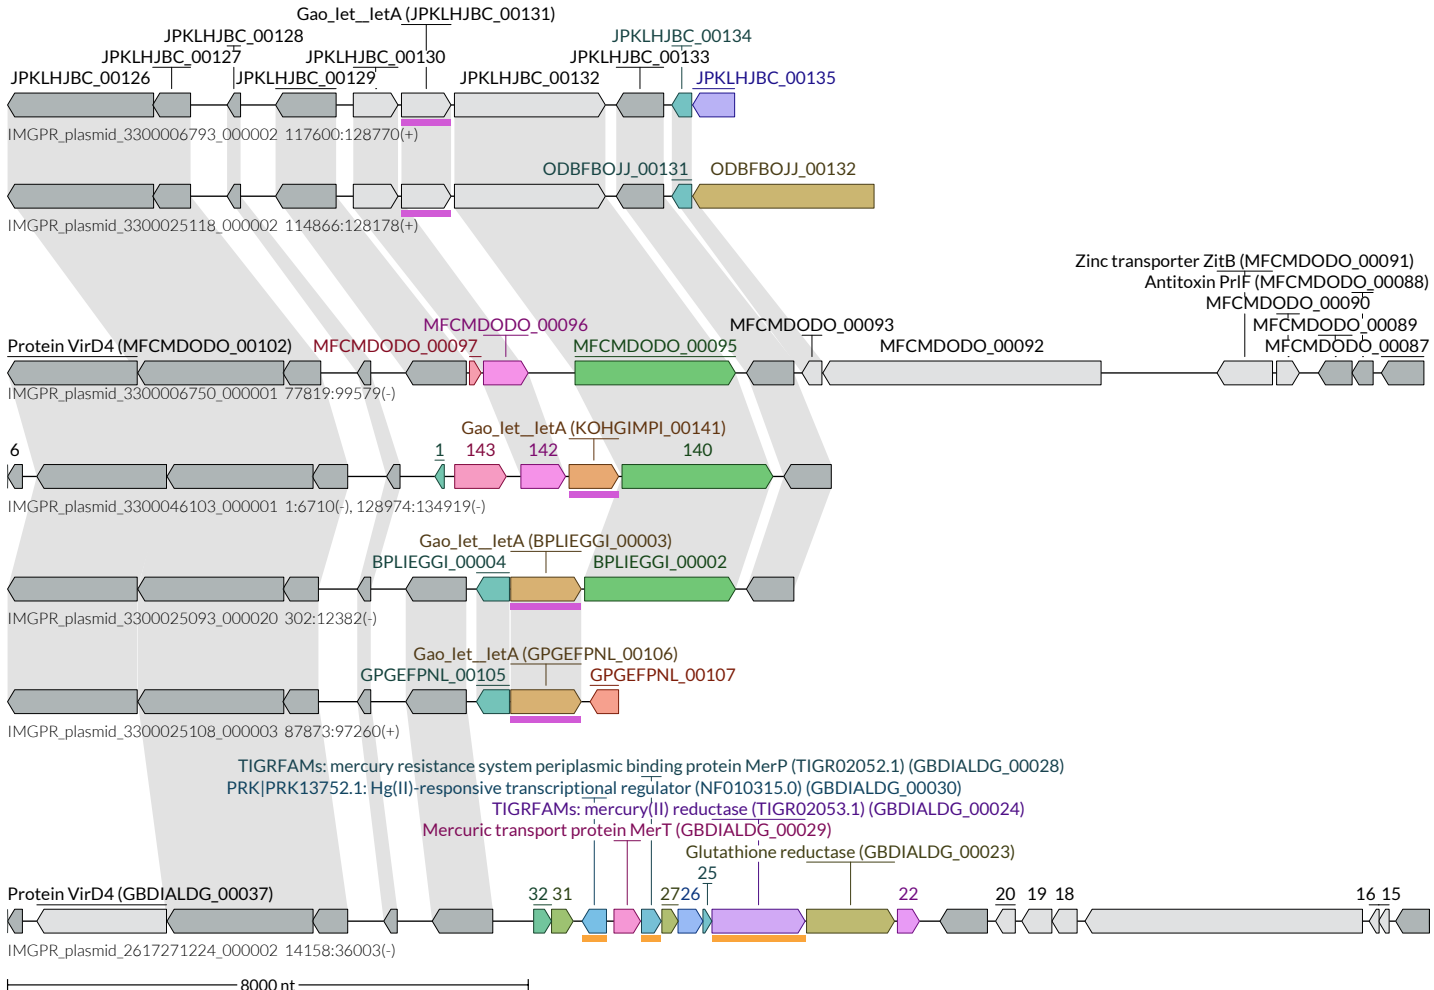 Gao_Iet__IetA (JPKLHJBC_00131)
JPKLHJBC_00128
JPKLHJBC_00134
JPKLHJBC_00127
JPKLHJBC_00130
JPKLHJBC_00133
JPKLHJBC_00126
JPKLHJBC_00129
JPKLHJBC_00132
JPKLHJBC_00135
IMGPR_plasmid_3300006793_000002 117600:128770(+)
ODBFBOJJ_00131
ODBFBOJJ_00132
IMGPR_plasmid_3300025118_000002 114866:128178(+)
Zinc transporter ZitB (MFCMDODO_00091)
Antitoxin PrlF (MFCMDODO_00088)
MFCMDODO_00090
MFCMDODO_00096
MFCMDODO_00093
MFCMDODO_00089
Protein VirD4 (MFCMDODO_00102)
MFCMDODO_00097
MFCMDODO_00095
MFCMDODO_00092
MFCMDODO_00087
IMGPR_plasmid_3300006750_000001 77819:99579(-)
Gao_Iet__IetA (KOHGIMPI_00141)
6
1
143
142
140
IMGPR_plasmid_3300046103_000001 1:6710(-), 128974:134919(-)
Gao_Iet__IetA (BPLIEGGI_00003)
BPLIEGGI_00004
BPLIEGGI_00002
IMGPR_plasmid_3300025093_000020 302:12382(-)
Gao_Iet__IetA (GPGEFPNL_00106)
GPGEFPNL_00105
GPGEFPNL_00107
IMGPR_plasmid_3300025108_000003 87873:97260(+)
TIGRFAMs: mercury resistance system periplasmic binding protein MerP (TIGR02052.1) (GBDIALDG_00028)
PRK|PRK13752.1: Hg(II)-responsive transcriptional regulator (NF010315.0) (GBDIALDG_00030)
TIGRFAMs: mercury(II) reductase (TIGR02053.1) (GBDIALDG_00024)
Mercuric transport protein MerT (GBDIALDG_00029)
Glutathione reductase (GBDIALDG_00023)
25
Protein VirD4 (GBDIALDG_00037)
32
31
27
26
22
20
19
18
16
15
IMGPR_plasmid_2617271224_000002 14158:36003(-)
8000 nt